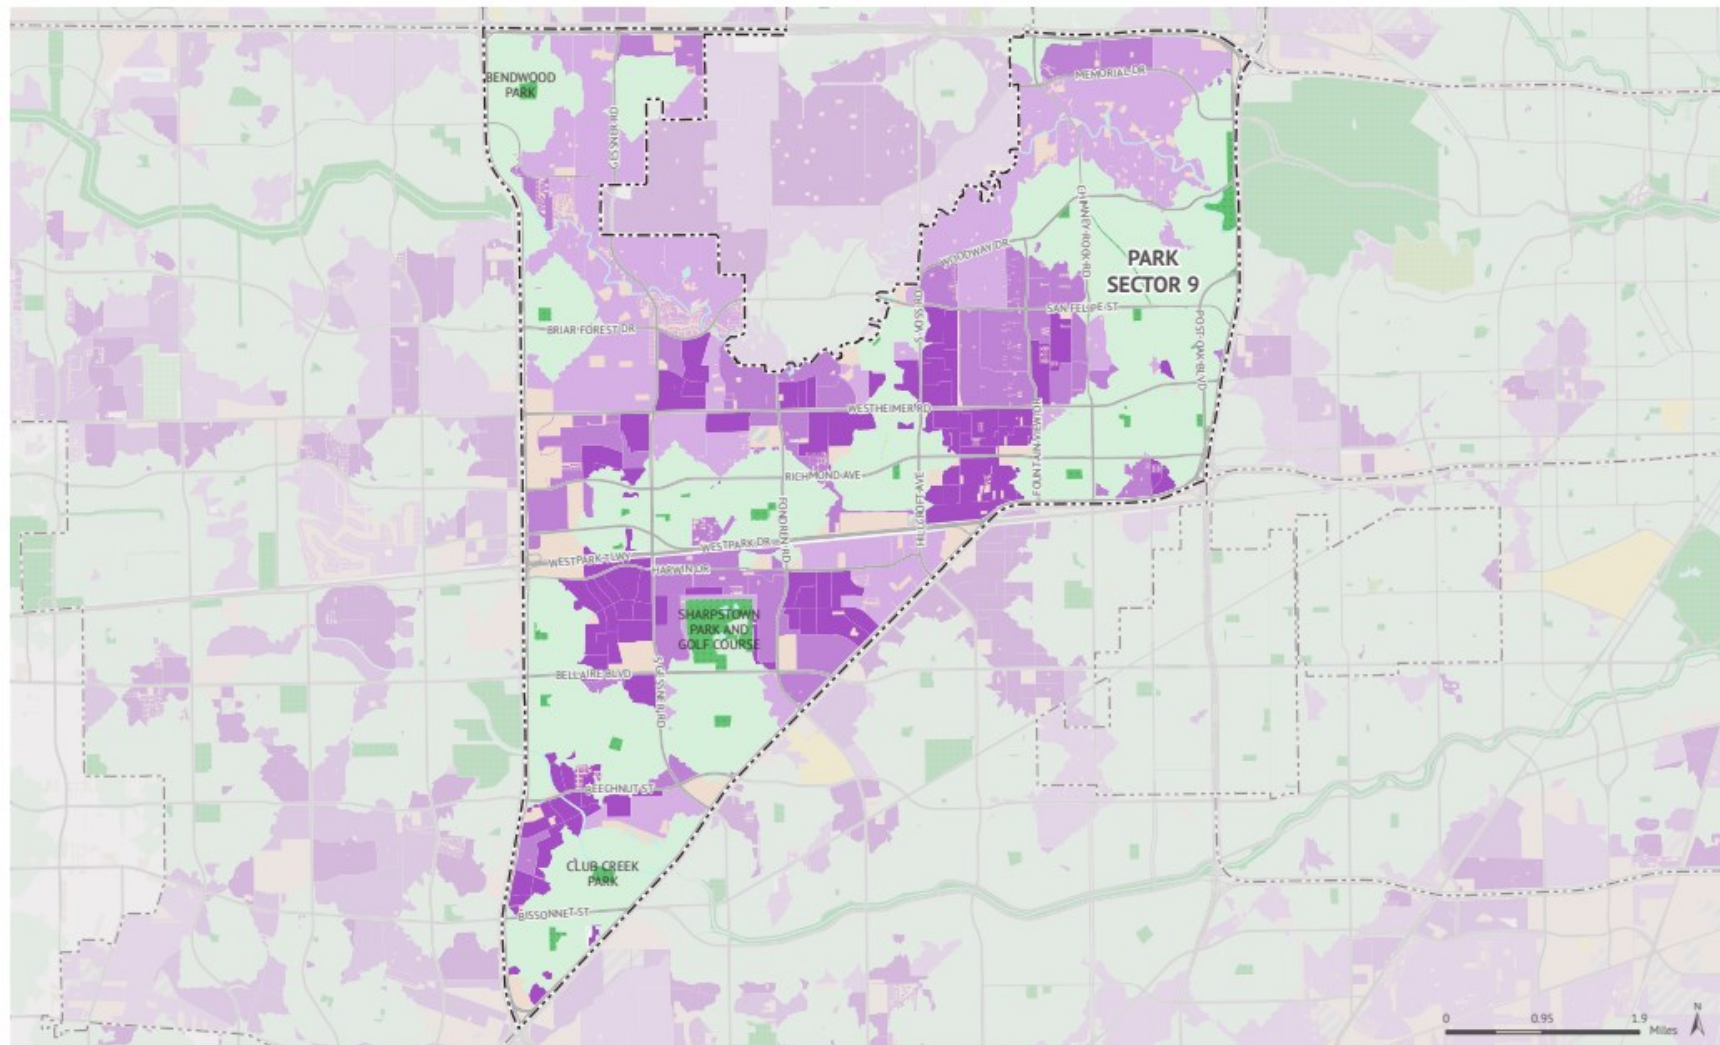 BENDWOOD
PARK
GESSNER RD
MEMORIAL DR
CHIMNEY ROCK RD
WOODWAY DR
PARK
SECTOR 9
S VOSS RD
SAN FELIPE ST
POST OAK BLVD
BRIAR FOREST DR
WESTHEIMER RD
FOUNTAIN VIEW DR
RICHMOND AVE
FONDREN RD
HILLCROFT AVE
WESTPARK DR
WESTPARK TLWY
HARWIN DR
SHARPSTOWN
PARK AND
GOLF COURSE
BELLAIRE BLVD
S GESSNER RD
BEECHNUT ST
CLUB CREEK
PARK
BISSONNET ST
0 0.95 1.9
Miles
N